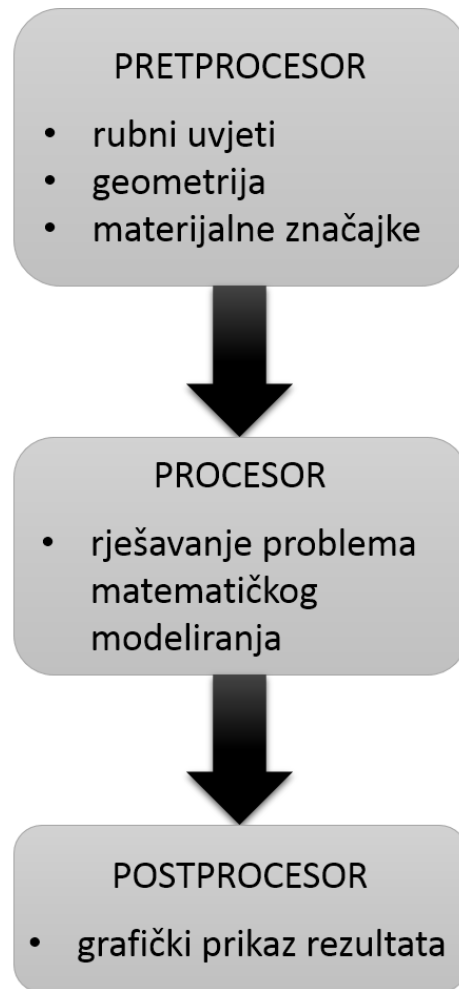 PRETPROCESOR
• rubni uvjeti
• geometrija
• materijalne značajke
PROCESOR
• rješavanje problema
matematičkog
modeliranja
POSTPROCESOR
• grafički prikaz rezultata